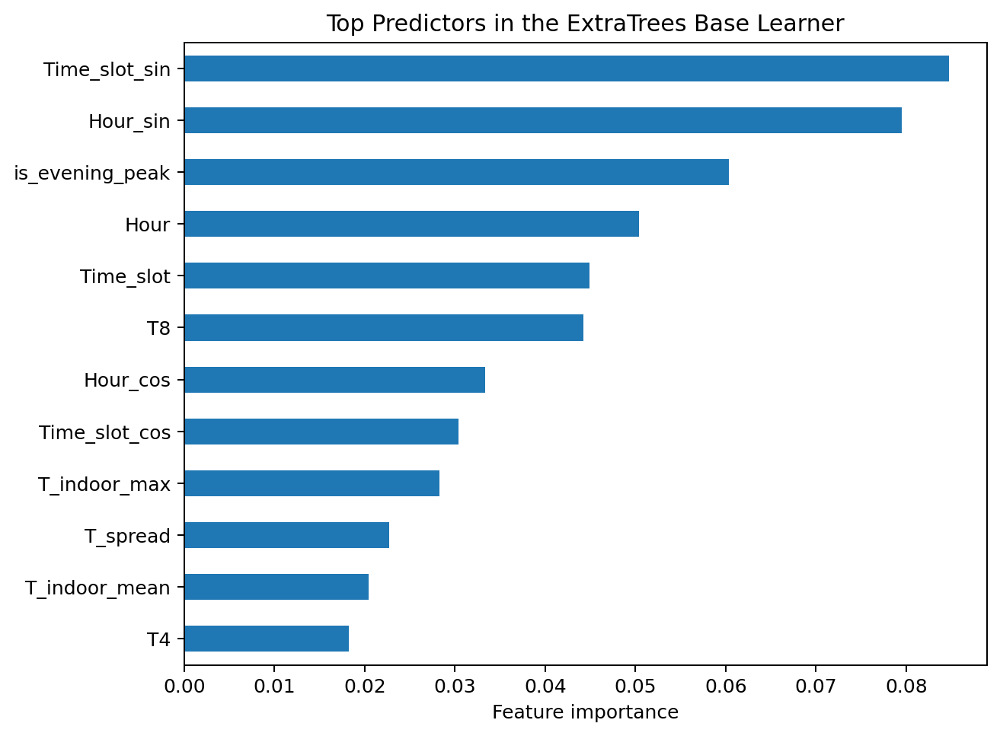 Top Predictors in the ExtraTrees Base Learner
Time_slot_sin
Hour_sin
is_evening_peak
Hour
Time_slot
T8
Hour_cos
Time_slot_cos
T_indoor_max
T_spread
T_indoor_mean
T4
0.00 0.01 0.02 0.03 0.04 0.05 0.06 0.07 0.08
Feature importance